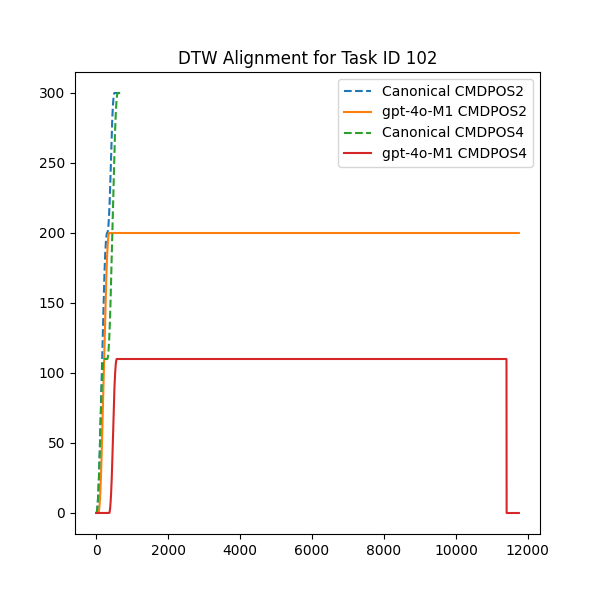 DTW Alignment for Task ID 102
Canonical CMDPOS2
gpt-4o-M1 CMDPOS2
Canonical CMDPOS4
gpt-4o-M1 CMDPOS4
300
250
200
150
100
50
0
0 2000 4000 6000 8000 10000 12000